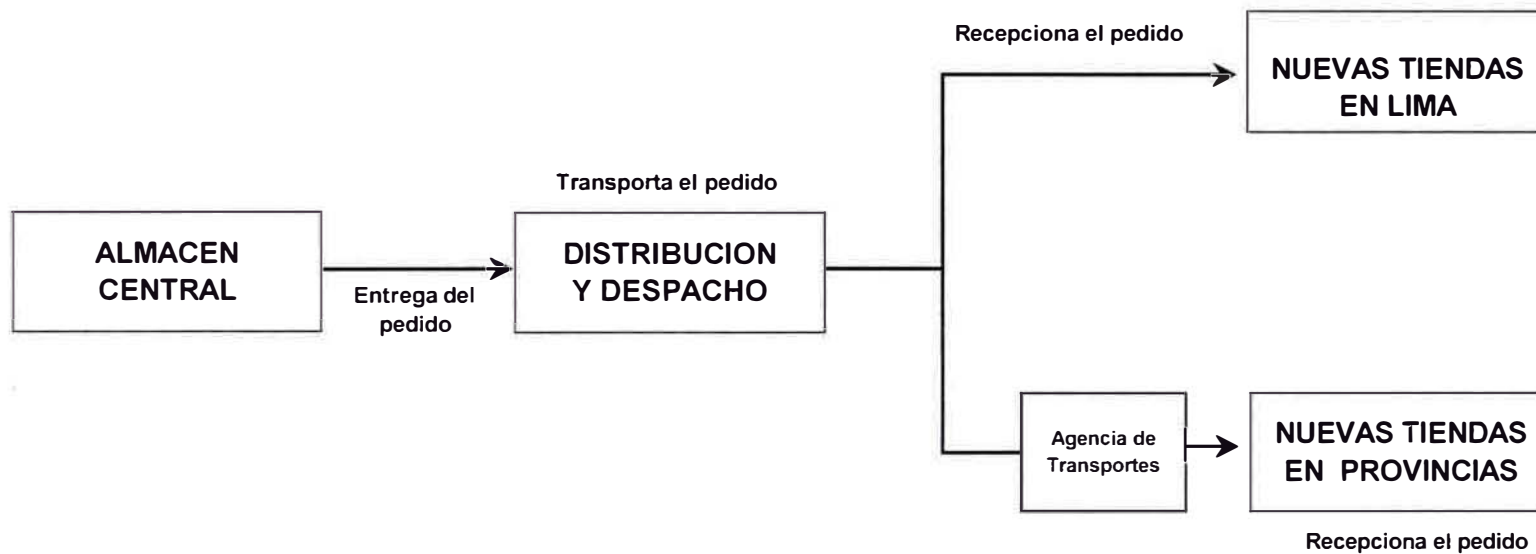 Recepciona el pedido
NUEVAS TIENDAS
EN LIMA
Transporta el pedido
ALMACEN
CENTRAL
Entrega del
pedido
DISTRIBUCION
Y DESPACHO
Agencia de
Transportes
NUEVAS TIENDAS
EN PROVINCIAS
Recepciona el pedido